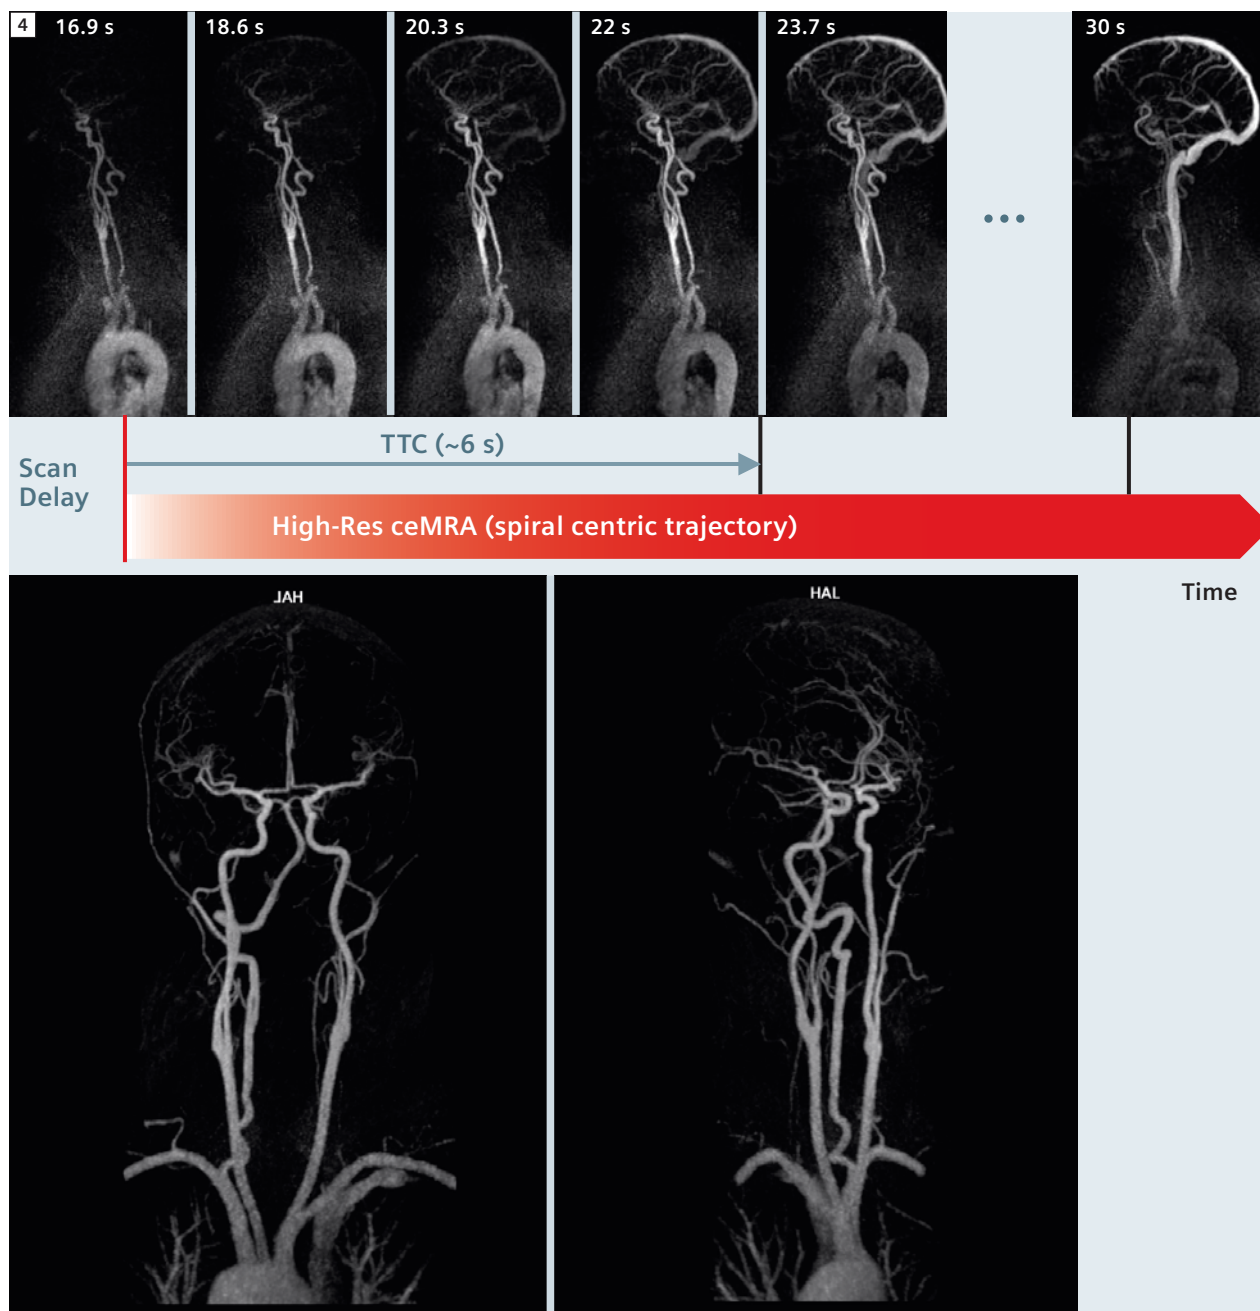 4
16.9 s
18.6 s
20.3 s
22 s
23.7 s
30 s
...
TTC (~6 s)
Scan
Delay
High-Res ceMRA (spiral centric trajectory)
Time
JAH
HAL